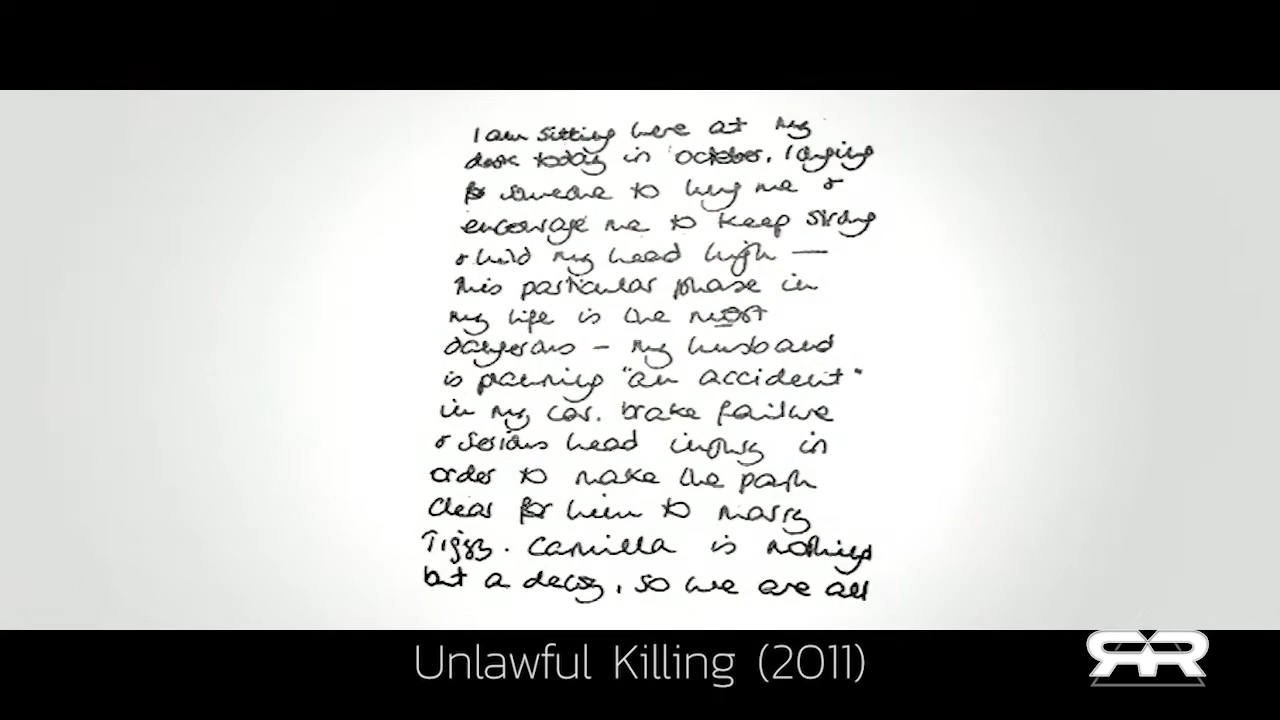 I am sitting here at my
desk today in October, longing
for someone to hug me &
encourage me to keep strong
& hold my head high —
this particular phase in
my life is the most
dangerous — my husband
is planning "an accident"
in my car. brake failure
& serious head injury in
order to make the path
clear for him to marry
Tiggy. Camilla is nothing
but a decoy, so we are all
Unlawful Killing (2011)
RR